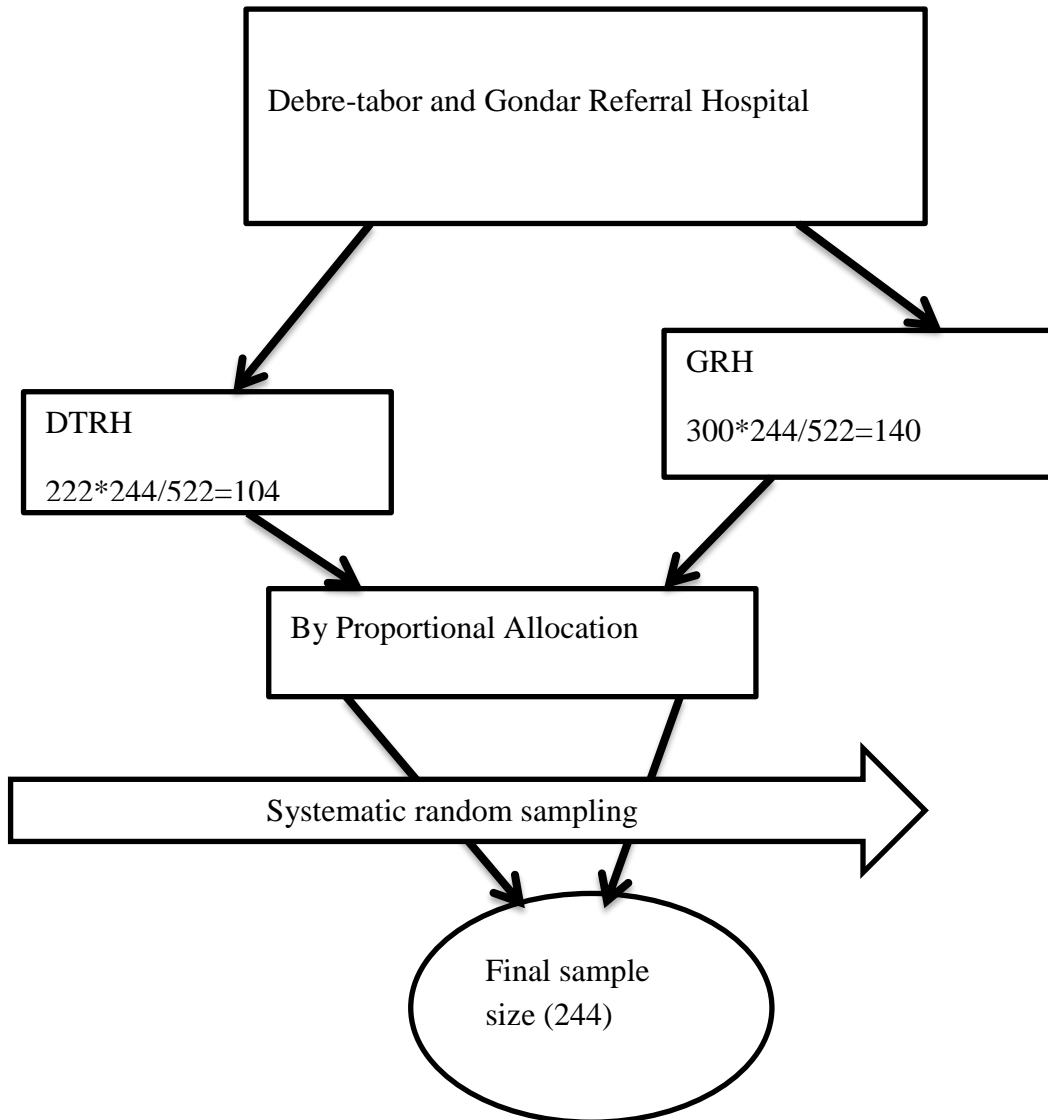 Debre-tabor and Gondar Referral Hospital
GRH
300*244/522=140
DTRH
222*244/522=104
By Proportional Allocation
Systematic random sampling
Final sample
size (244)